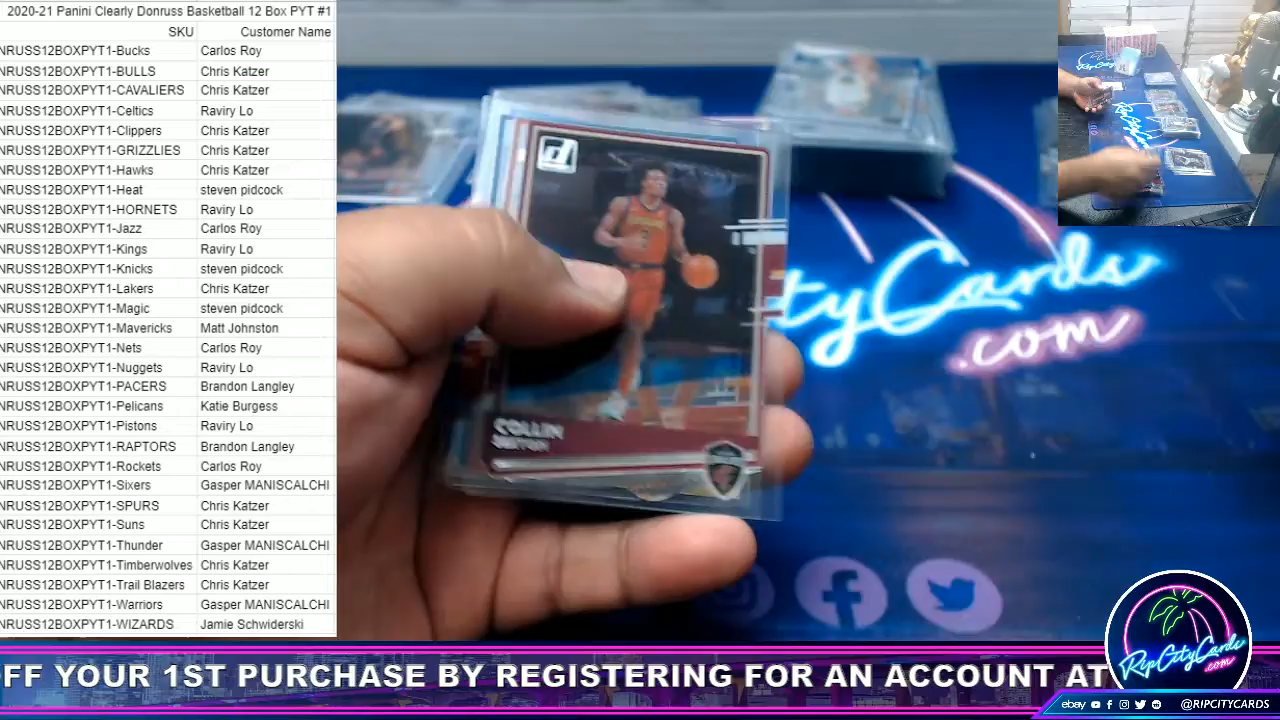 2020-21 Panini Clearly Donruss Basketball 12 Box PYT #1
SKU Customer Name
NRUSS12BOXPYT1-Bucks Carlos Roy
NRUSS12BOXPYT1-BULLS Chris Katzer
NRUSS12BOXPYT1-CAVALIERS Chris Katzer
NRUSS12BOXPYT1-Celtics Raviry Lo
NRUSS12BOXPYT1-Clippers Chris Katzer
NRUSS12BOXPYT1-GRIZZLIES Chris Katzer
NRUSS12BOXPYT1-Hawks Chris Katzer
NRUSS12BOXPYT1-Heat steven pidcock
NRUSS12BOXPYT1-HORNETS Raviry Lo
NRUSS12BOXPYT1-Jazz Carlos Roy
NRUSS12BOXPYT1-Kings Raviry Lo
NRUSS12BOXPYT1-Knicks steven pidcock
NRUSS12BOXPYT1-Lakers Chris Katzer
NRUSS12BOXPYT1-Magic steven pidcock
NRUSS12BOXPYT1-Mavericks Matt Johnston
NRUSS12BOXPYT1-Nets Carlos Roy
NRUSS12BOXPYT1-Nuggets Raviry Lo
NRUSS12BOXPYT1-PACERS Brandon Langley
NRUSS12BOXPYT1-Pelicans Katie Burgess
NRUSS12BOXPYT1-Pistons Raviry Lo
NRUSS12BOXPYT1-RAPTORS Brandon Langley
NRUSS12BOXPYT1-Rockets Carlos Roy
NRUSS12BOXPYT1-Sixers Gasper MANISCALCHI
NRUSS12BOXPYT1-SPURS Chris Katzer
NRUSS12BOXPYT1-Suns Chris Katzer
NRUSS12BOXPYT1-Thunder Gasper MANISCALCHI
NRUSS12BOXPYT1-Timberwolves Chris Katzer
NRUSS12BOXPYT1-Trail Blazers Chris Katzer
NRUSS12BOXPYT1-Warriors Gasper MANISCALCHI
NRUSS12BOXPYT1-WIZARDS Jamie Schwiderski
COLLIN
SEXTON
tyCards
.com
FF YOUR 1ST PURCHASE BY REGISTERING FOR AN ACCOUNT AT
RipCityCards
.com
ebay @RIPCITYCARDS